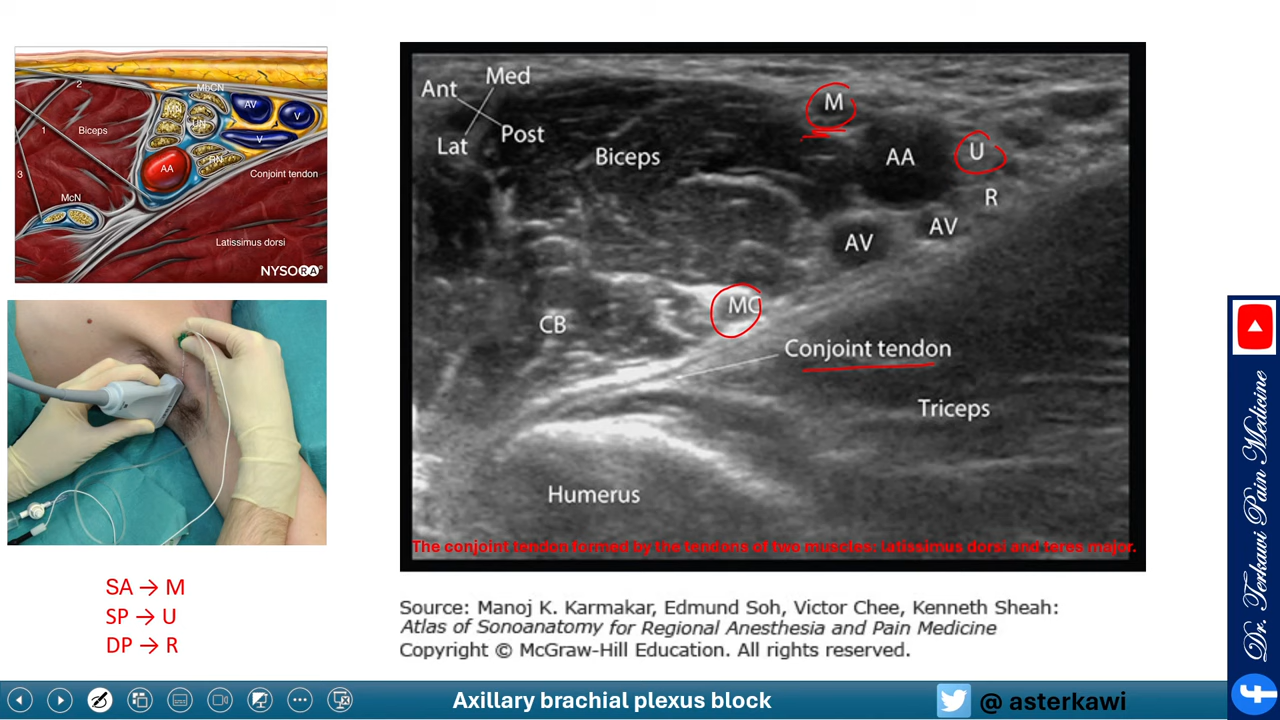 2
MbCN
1
Biceps
MN
UN
AV
V
V
3
AA
RN
Conjoint tendon
McN
Latissimus dorsi
NYSORA
Ant
Med
Lat
Post
Biceps
M
AA
U
R
AV
AV
MC
CB
Conjoint tendon
Triceps
Humerus
The conjoint tendon formed by the tendons of two muscles: latissimus dorsi and teres major.
SA → M
SP → U
DP → R
Source: Manoj K. Karmakar, Edmund Soh, Victor Chee, Kenneth Sheah:
Atlas of Sonoanatomy for Regional Anesthesia and Pain Medicine
Copyright © McGraw-Hill Education. All rights reserved.
Dr. Terkawi Pain Medicine
Axillary brachial plexus block
@ asterkawi